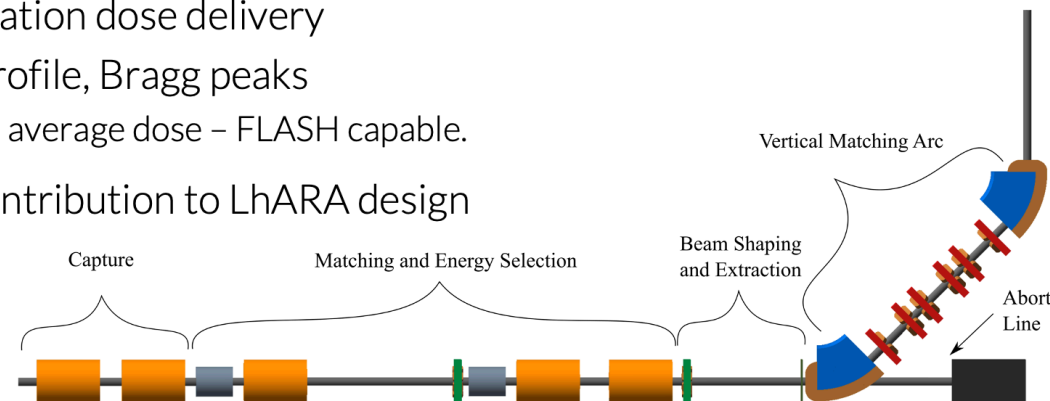 ation dose delivery
rofile, Bragg peaks
average dose – FLASH capable.
ntribution to LhARA design
Vertical Matching Arc
Capture
Matching and Energy Selection
Beam Shaping
and Extraction
Abort
Line